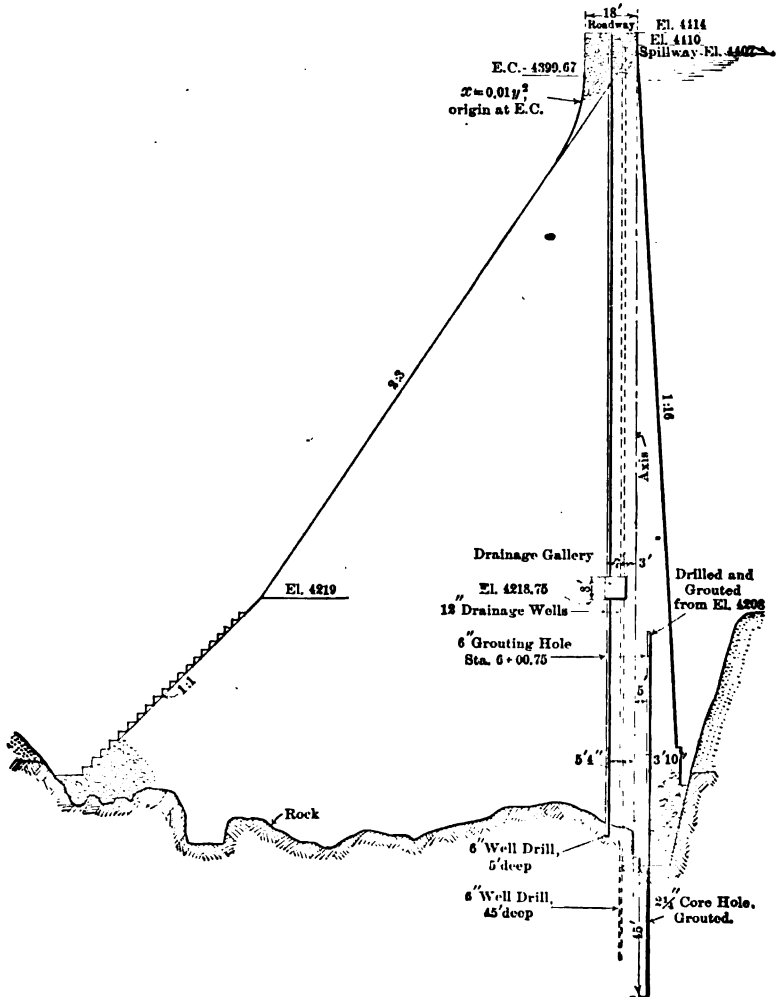 18'
Roadway
El. 4414
El. 4410
Spillway El. 4407
E.C.- 4399.67
x=0.01y²,
origin at E.C.
2:3
1:16
Axis
Drainage Gallery
3'
El. 4219
El. 4218.75
8'
12" Drainage Wells
Drilled and
Grouted
from El. 4208
6" Grouting Hole
Sta. 6+00.75
1:1
5'
5'4"
3'10"
Rock
6" Well Drill,
5' deep
6" Well Drill,
45' deep
2¼" Core Hole,
Grouted.
45'